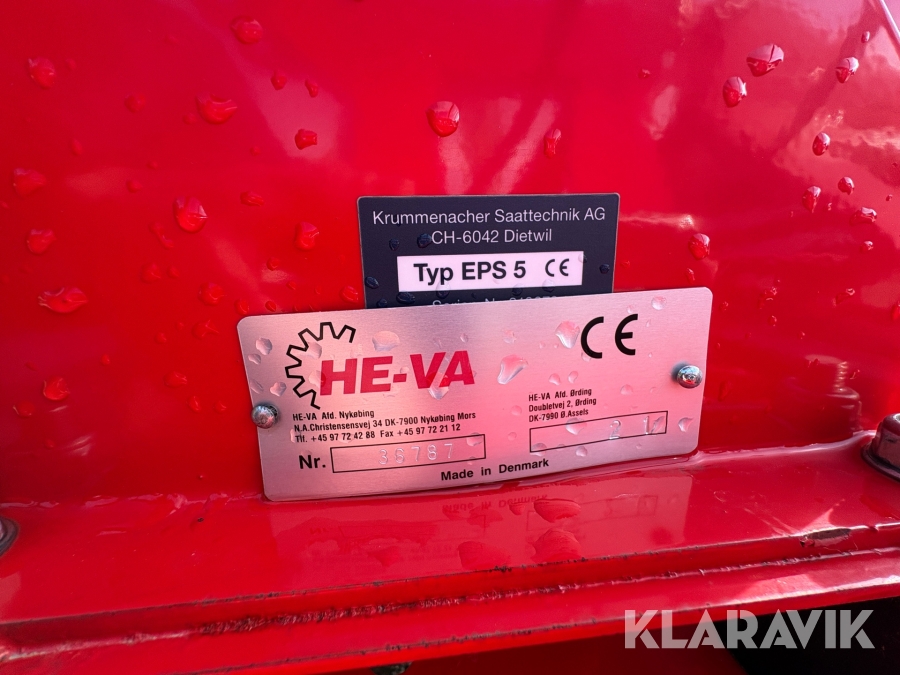 Krummenacher Saattechnik AG
CH-6042 Dietwil
Typ EPS 5 CE
HE-VA
CE
HE-VA Afd. Nykøbing
N.A.Christensensvej 34 DK-7900 Nykøbing Mors
Tlf. +45 97 72 42 88 Fax +45 97 72 21 12
HE-VA Afd. Ørding
Doubletvej 2, Ørding
DK-7990 Ø.Assels
Nr. 38787
Made in Denmark
KLARAVIK